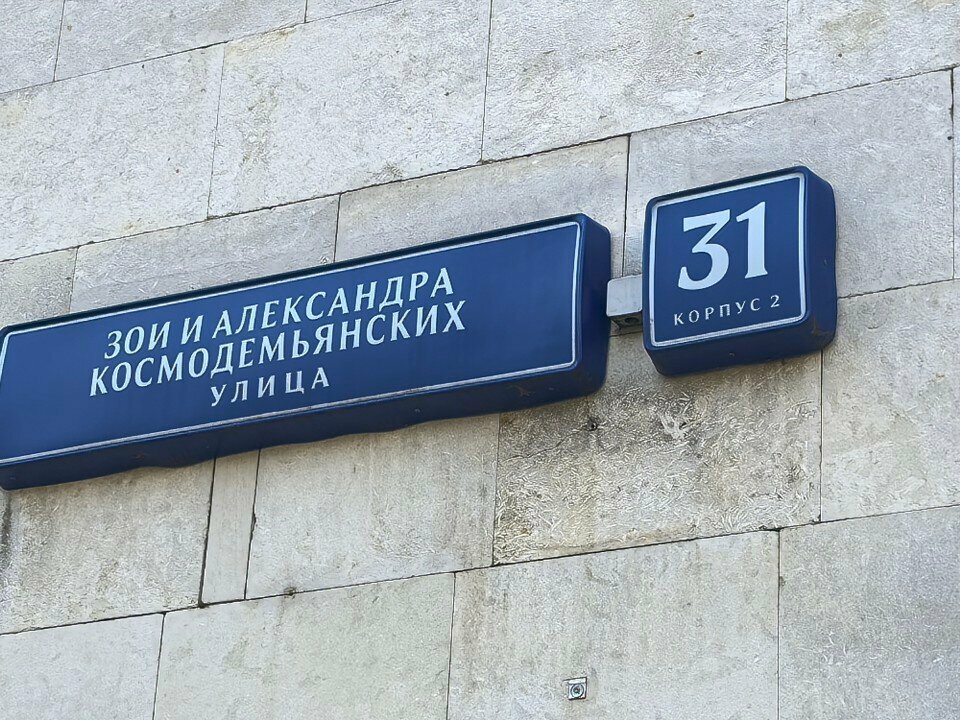 ЗОИ И АЛЕКСАНДРА
КОСМОДЕМЬЯНСКИХ
УЛИЦА
31
КОРПУС 2